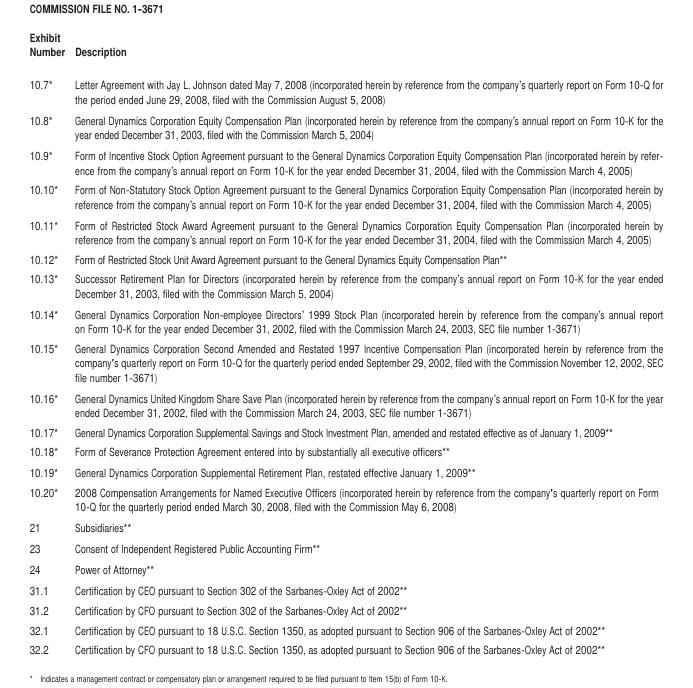 COMMISSION FILE NO. 1-3671
Exhibit
Number Description
10.7* Letter Agreement with Jay L. Johnson dated May 7, 2008 (incorporated herein by reference from the company's quarterly report on Form 10-Q for
the period ended June 29, 2008, filed with the Commission August 5, 2008)
10.8* General Dynamics Corporation Equity Compensation Plan (incorporated herein by reference from the company's annual report on Form 10-K for the
year ended December 31, 2003, filed with the Commission March 5, 2004)
10.9* Form of Incentive Stock Option Agreement pursuant to the General Dynamics Corporation Equity Compensation Plan (incorporated herein by refer-
ence from the company's annual report on Form 10-K for the year ended December 31, 2004, filed with the Commission March 4, 2005)
10.10* Form of Non-Statutory Stock Option Agreement pursuant to the General Dynamics Corporation Equity Compensation Plan (incorporated herein by
reference from the company's annual report on Form 10-K for the year ended December 31, 2004, filed with the Commission March 4, 2005)
10.11* Form of Restricted Stock Award Agreement pursuant to the General Dynamics Corporation Equity Compensation Plan (incorporated herein by
reference from the company's annual report on Form 10-K for the year ended December 31, 2004, filed with the Commission March 4, 2005)
10.12* Form of Restricted Stock Unit Award Agreement pursuant to the General Dynamics Equity Compensation Plan**
10.13* Successor Retirement Plan for Directors (incorporated herein by reference from the company's annual report on Form 10-K for the year ended
December 31, 2003, filed with the Commission March 5, 2004)
10.14* General Dynamics Corporation Non-employee Directors' 1999 Stock Plan (incorporated herein by reference from the company's annual report
on Form 10-K for the year ended December 31, 2002, filed with the Commission March 24, 2003, SEC file number 1-3671)
10.15* General Dynamics Corporation Second Amended and Restated 1997 Incentive Compensation Plan (incorporated herein by reference from the
company's quarterly report on Form 10-Q for the quarterly period ended September 29, 2002, filed with the Commission November 12, 2002, SEC
file number 1-3671)
10.16* General Dynamics United Kingdom Share Save Plan (incorporated herein by reference from the company's annual report on Form 10-K for the year
ended December 31, 2002, filed with the Commission March 24, 2003, SEC file number 1-3671)
10.17* General Dynamics Corporation Supplemental Savings and Stock Investment Plan, amended and restated effective as of January 1, 2009**
10.18* Form of Severance Protection Agreement entered into by substantially all executive officers**
10.19* General Dynamics Corporation Supplemental Retirement Plan, restated effective January 1, 2009**
10.20* 2008 Compensation Arrangements for Named Executive Officers (incorporated herein by reference from the company's quarterly report on Form
10-Q for the quarterly period ended March 30, 2008, filed with the Commission May 6, 2008)
21 Subsidiaries**
23 Consent of Independent Registered Public Accounting Firm**
24 Power of Attorney**
31.1 Certification by CEO pursuant to Section 302 of the Sarbanes-Oxley Act of 2002**
31.2 Certification by CFO pursuant to Section 302 of the Sarbanes-Oxley Act of 2002**
32.1 Certification by CEO pursuant to 18 U.S.C. Section 1350, as adopted pursuant to Section 906 of the Sarbanes-Oxley Act of 2002**
32.2 Certification by CFO pursuant to 18 U.S.C. Section 1350, as adopted pursuant to Section 906 of the Sarbanes-Oxley Act of 2002**
* Indicates a management contract or compensatory plan or arrangement required to be filed pursuant to Item 15(b) of Form 10-K.